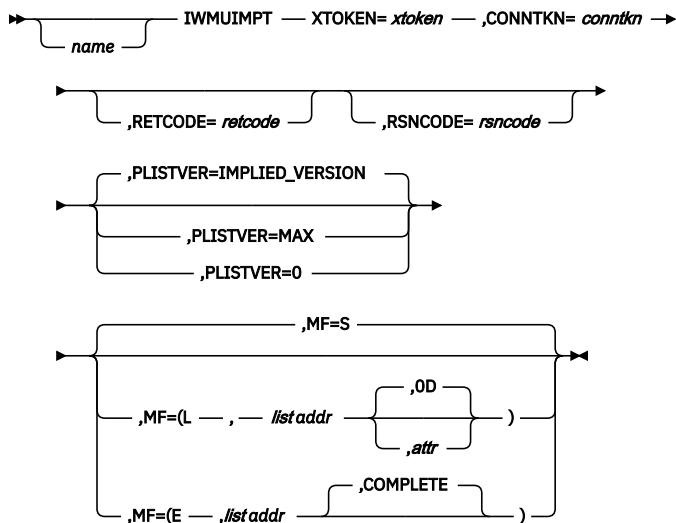 IWMUIMPT XTOKEN= xtoken ,CONNTKN= conntkn
name
,RETCODE= retcode ,RSNCODE= rsncode
,PLISTVER=IMPLIED_VERSION
,PLISTVER=MAX
,PLISTVER=0
,MF=S
,0D
,MF=(L , list addr )
,attr
,COMPLETE
,MF=(E ,list addr )